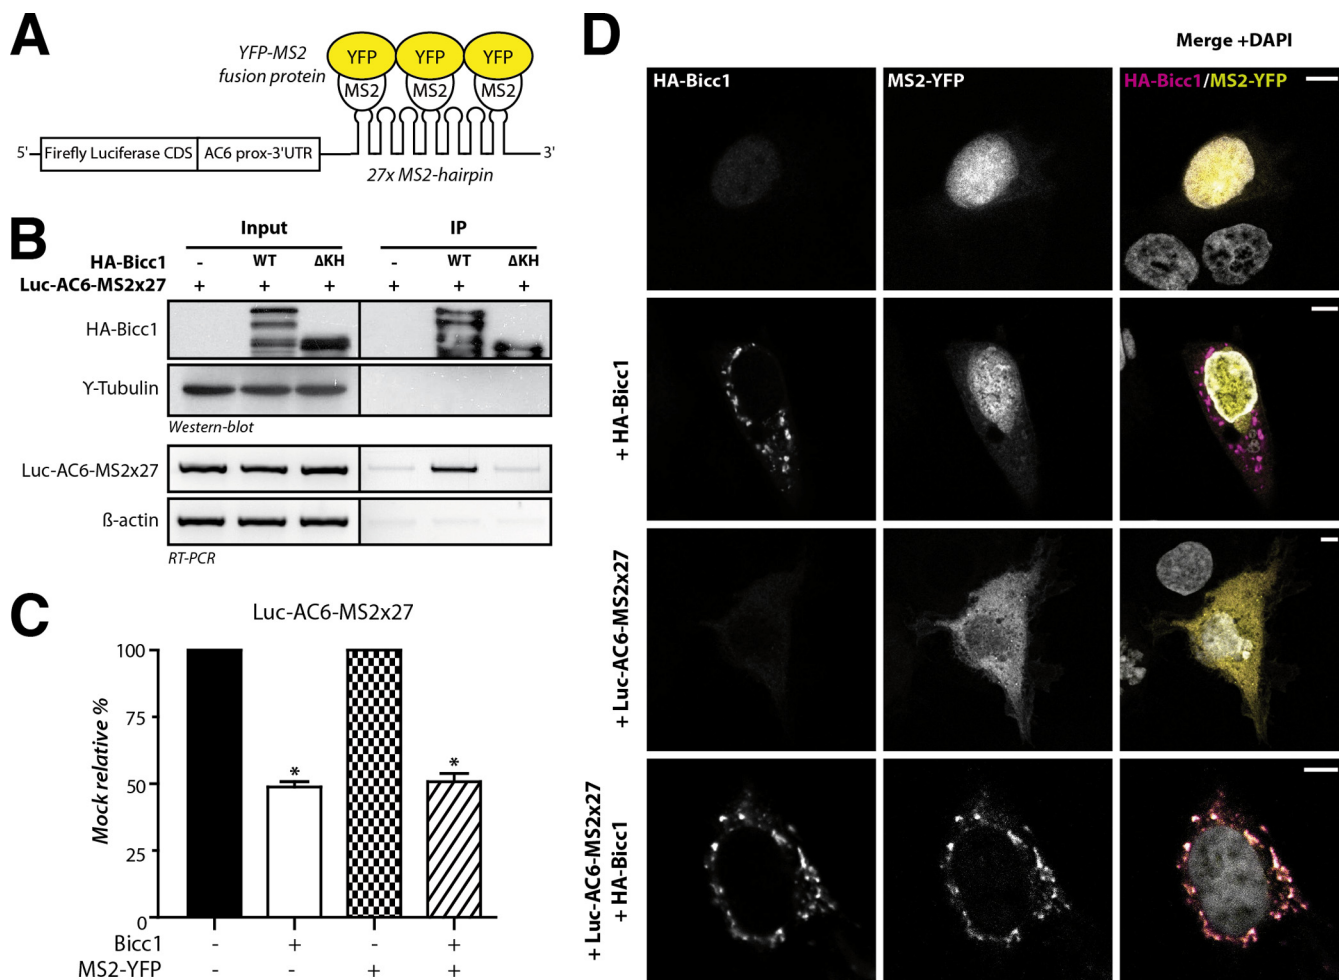 A
YFP-MS2
fusion protein
YFP YFP YFP
MS2 MS2 MS2
5' Firefly Luciferase CDS AC6 prox-3'UTR 3'
27x MS2-hairpin
B
Input IP
HA-Bicc1 - WT ΔKH - WT ΔKH
Luc-AC6-MS2x27 + + + + + +
HA-Bicc1
Υ-Tubulin
Western-blot
Luc-AC6-MS2x27
ß-actin
RT-PCR
C
Luc-AC6-MS2x27
Mock relative %
100
75
50
25
0
* *
Bicc1 - + - +
MS2-YFP - - + +
D
Merge +DAPI
HA-Bicc1 MS2-YFP HA-Bicc1/MS2-YFP
+ HA-Bicc1
+ Luc-AC6-MS2x27
+ Luc-AC6-MS2x27
+ HA-Bicc1